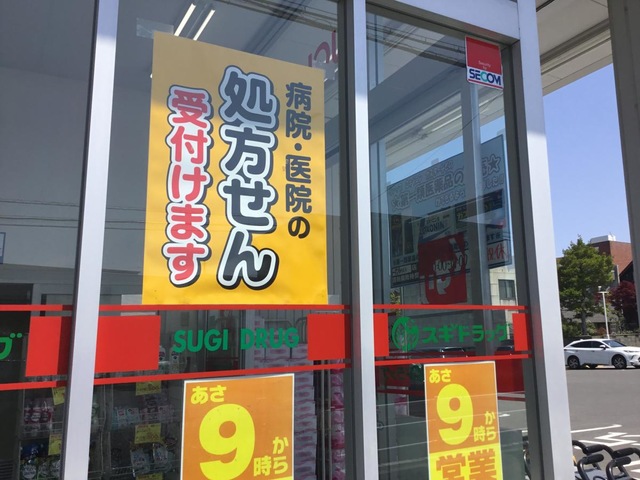 病院・医院の
処方せん
受付けます
SECOM
SUGI DRUG
スギドラッグ
グ
あさ
9
時から
あさ
9
時から
営業